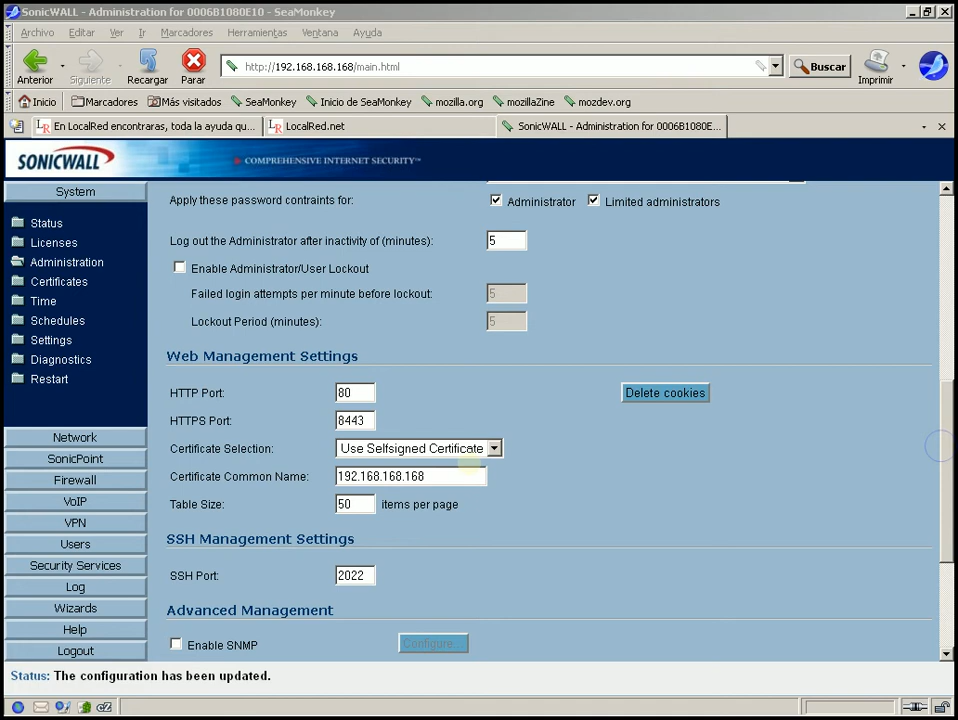 SonicWALL - Administration for 0006B1080E10 - SeaMonkey
Archivo Editar Ver Ir Marcadores Herramientas Ventana Ayuda
Anterior Siguiente Recargar Parar http://192.168.168.168/main.html Buscar Imprimir
Inicio Marcadores Más visitados SeaMonkey Inicio de SeaMonkey mozilla.org mozillaZine mozdev.org
En LocalRed encontraras, toda la ayuda qu... LocalRed.net SonicWALL - Administration for 0006B1080E...
SONICWALL COMPREHENSIVE INTERNET SECURITY™
System
Status
Licenses
Administration
Certificates
Time
Schedules
Settings
Diagnostics
Restart
Network
SonicPoint
Firewall
VoIP
VPN
Users
Security Services
Log
Wizards
Help
Logout
Apply these password contraints for: Administrator Limited administrators
Log out the Administrator after inactivity of (minutes): 5
Enable Administrator/User Lockout
Failed login attempts per minute before lockout: 5
Lockout Period (minutes): 5
Web Management Settings
HTTP Port: 80 Delete cookies
HTTPS Port: 8443
Certificate Selection: Use Selfsigned Certificate
Certificate Common Name: 192.168.168.168
Table Size: 50 items per page
SSH Management Settings
SSH Port: 2022
Advanced Management
Enable SNMP Configure...
Status: The configuration has been updated.